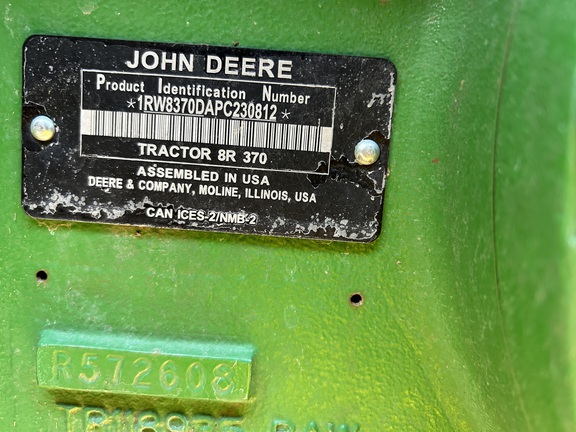 JOHN DEERE
Product Identification Number
*1RW8370DAPC230812*
TRACTOR 8R 370
ASSEMBLED IN USA
DEERE & COMPANY, MOLINE, ILLINOIS, USA
CAN ICES-2/NMB-2
R572608